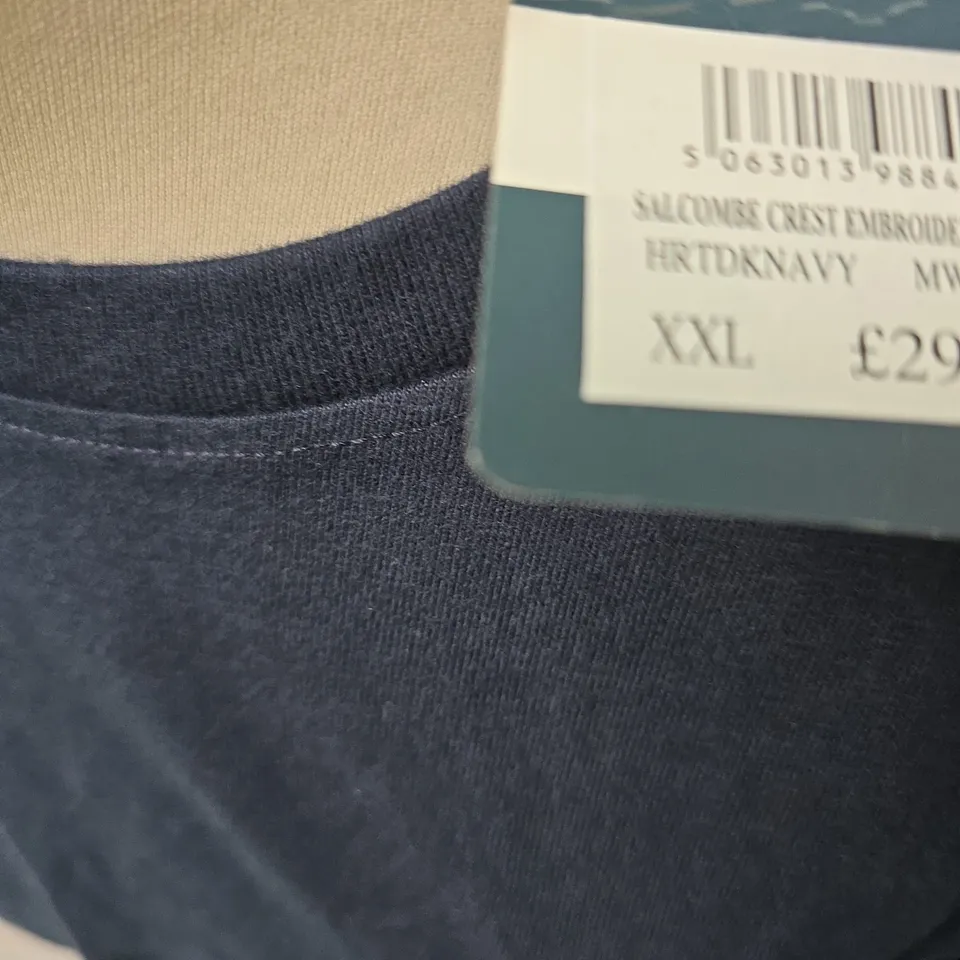 5 063013 9884
SALCOMBE CREST EMBROIDE
HRTDKNAVY MW
XXL £29